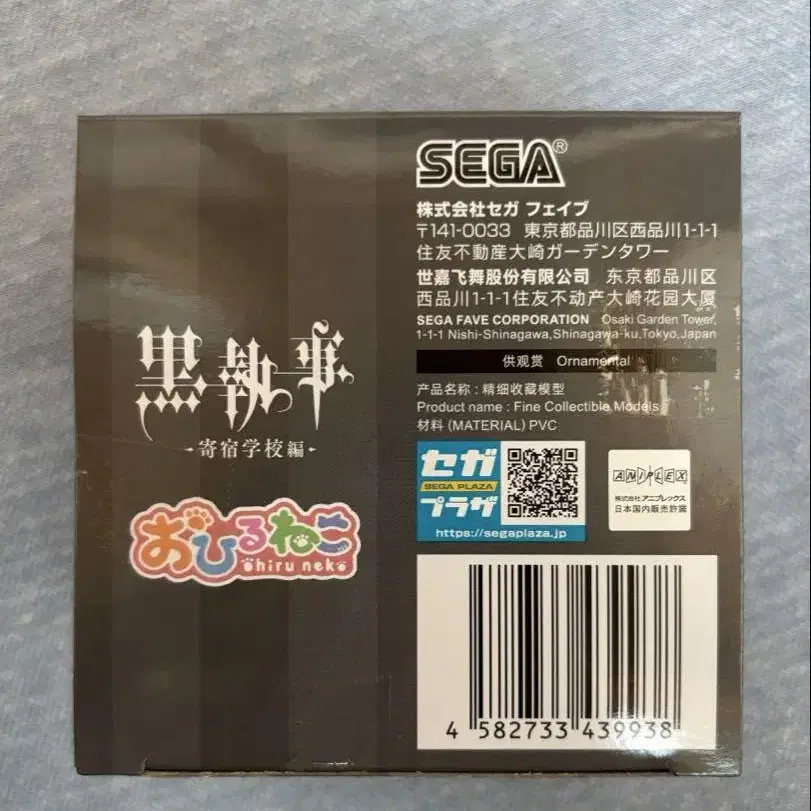 SEGA®
株式会社セガ フェイブ
〒141-0033 東京都品川区西品川1-1-1
住友不動産大崎ガーデンタワー
世嘉飞舞股份有限公司 东京都品川区
西品川1-1-1住友不动产大崎花园大厦
SEGA FAVE CORPORATION Osaki Garden Tower,
1-1-1 Nishi-Shinagawa,Shinagawa-ku,Tokyo,Japan
供观赏 Ornamental
产品名称：精细收藏模型
Product name : Fine Collectible Models
材料 (MATERIAL) PVC
黒執事
-寄宿学校編-
おひるねこ
ohiru neko
セガ
SEGA PLAZA
プラザ
https://segaplaza.jp
ANIPLEX
株式会社 アニプレックス
日本国内販売許諾
4 582733 439938